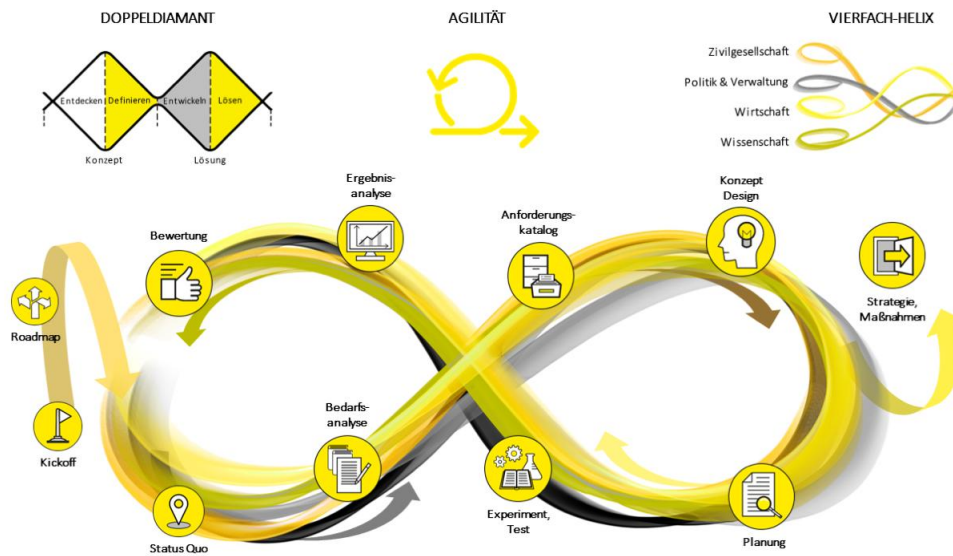 DOPPELDIAMANT
AGILITÄT
VIERFACH-HELIX
Entdecken
Definieren
Entwickeln
Lösen
Konzept
Lösung
Zivilgesellschaft
Politik & Verwaltung
Wirtschaft
Wissenschaft
Roadmap
Kickoff
Bewertung
Ergebnis-
analyse
Anforderungs-
katalog
Konzept
Design
Strategie,
Maßnahmen
Status Quo
Bedarfs-
analyse
Experiment,
Test
Planung